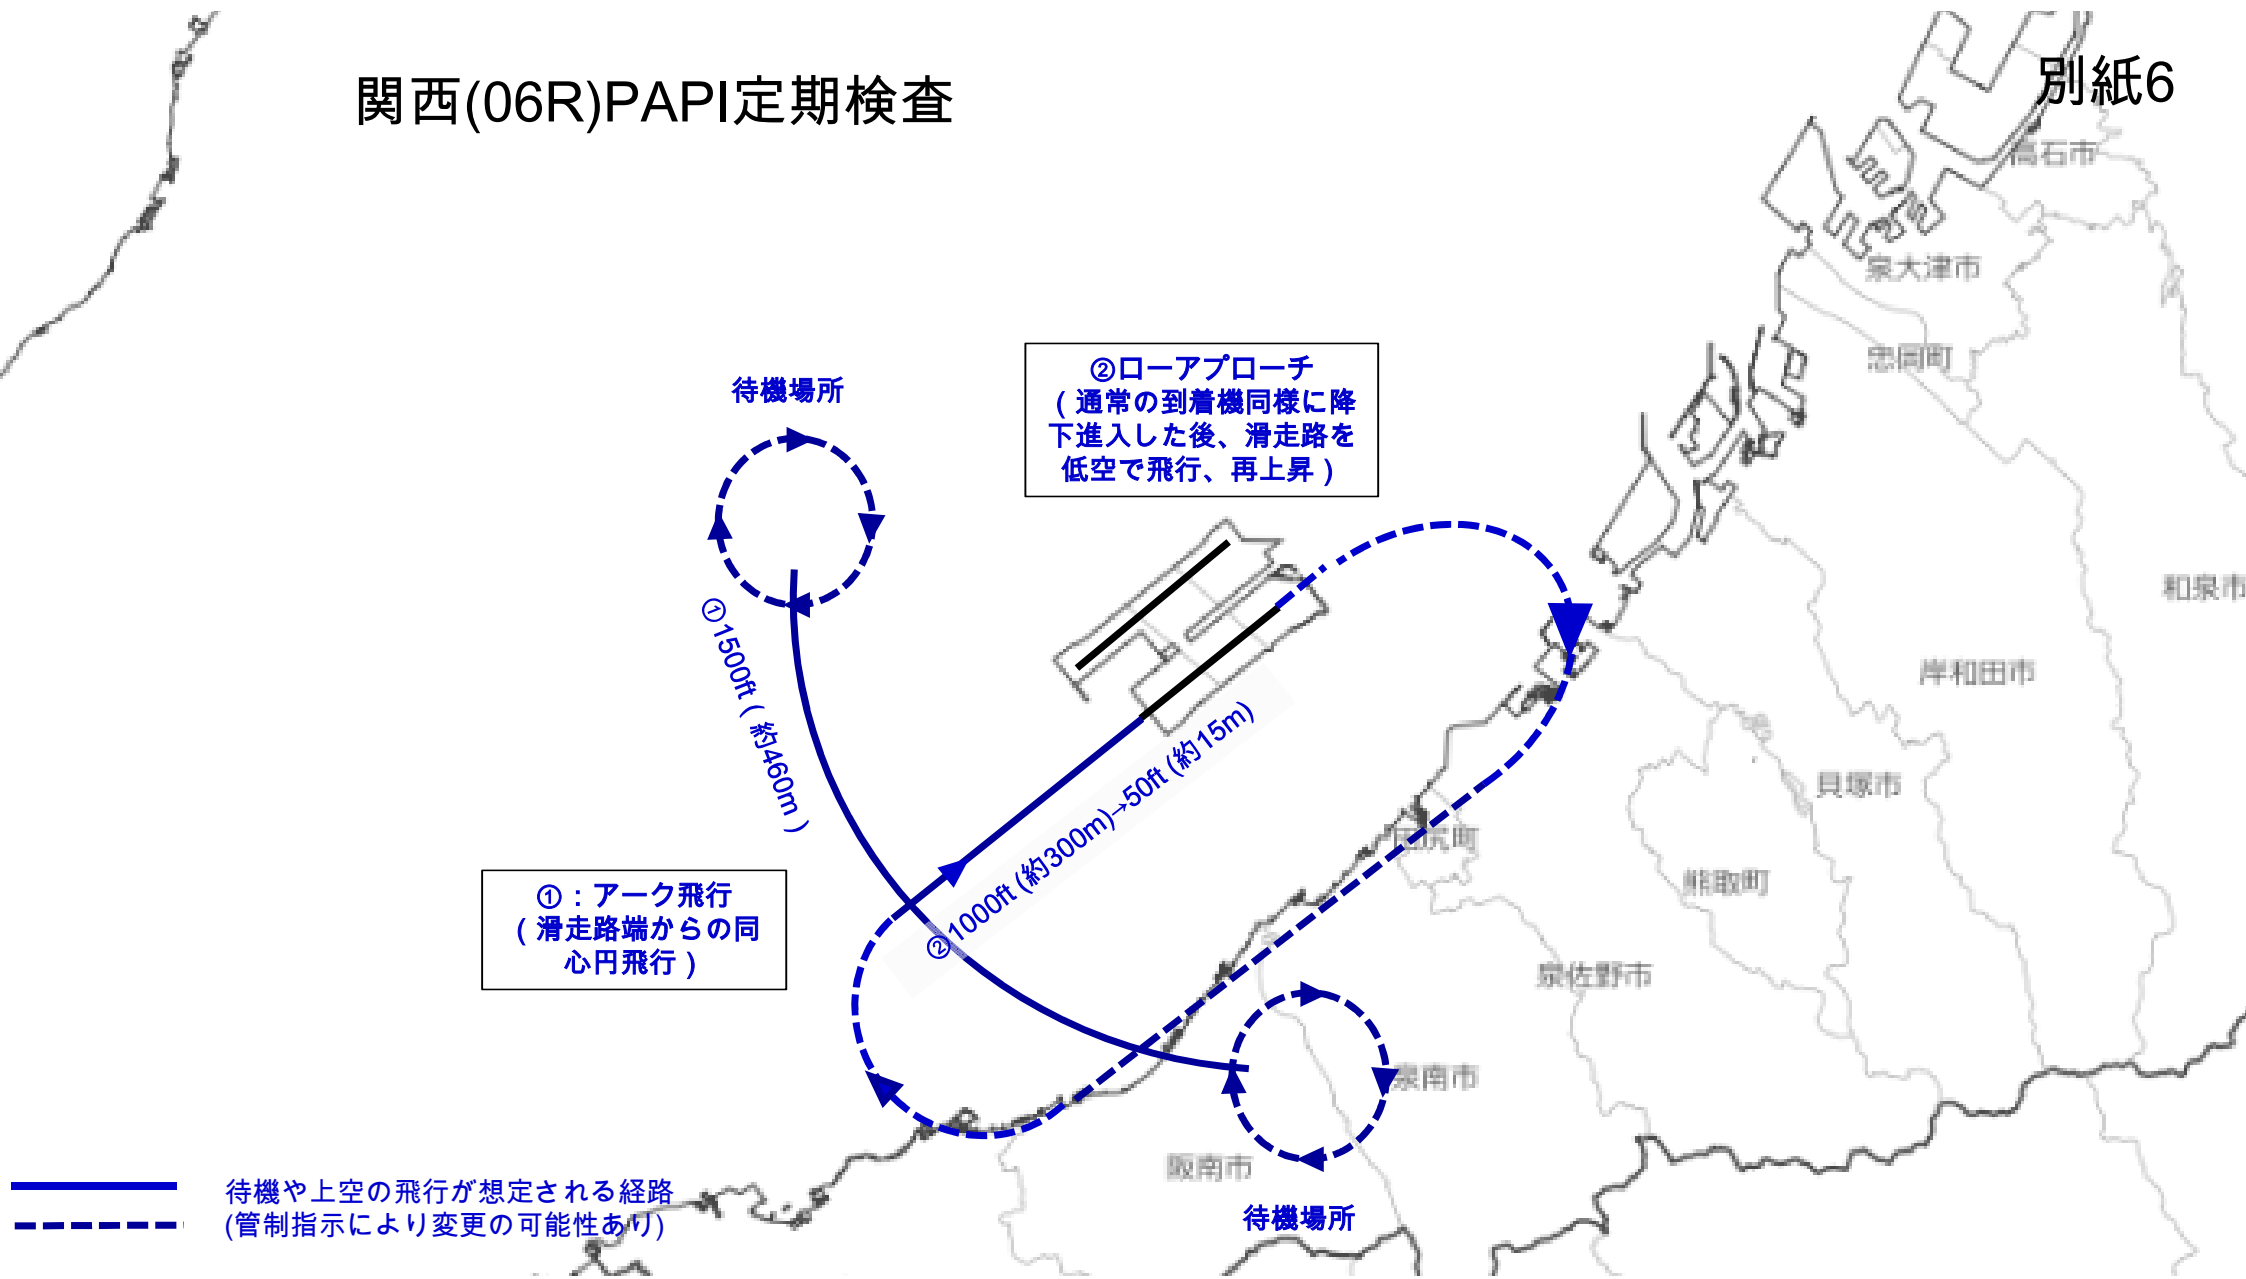 関西(06R)PAPI定期検査
別紙6
高石市
泉大津市
忠岡町
待機場所
②ローアプローチ
(通常の到着機同様に降
下進入した後、滑走路を
低空で飛行、再上昇)
和泉市
岸和田市
①1500ft(約460m)
②1000ft(約300m)→50ft(約15m)
貝塚市
田尻町
熊取町
①:アーク飛行
(滑走路端からの同
心円飛行)
泉佐野市
泉南市
阪南市
待機場所
待機や上空の飛行が想定される経路
(管制指示により変更の可能性あり)